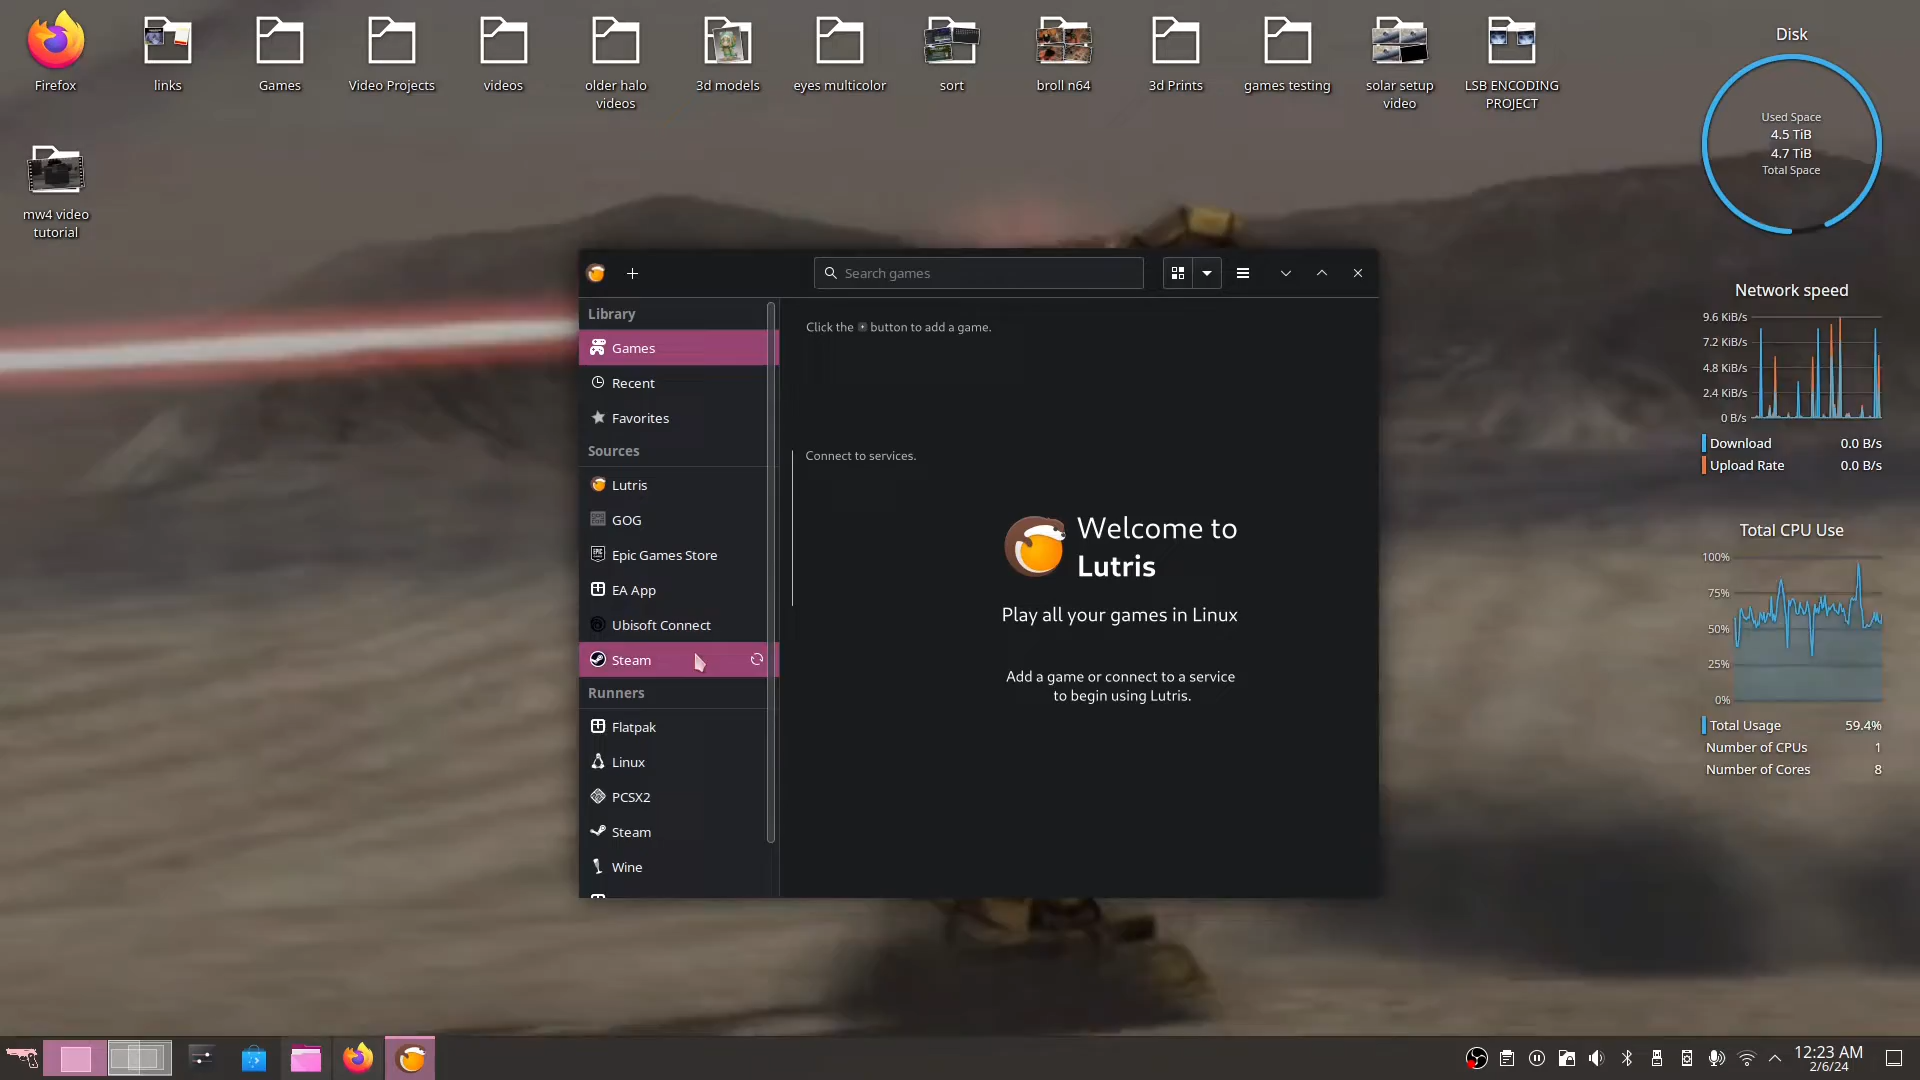 Firefox
links
Games
Video Projects
videos
older halo
videos
3d models
eyes multicolor
sort
broll n64
3d Prints
games testing
solar setup
video
LSB ENCODING
PROJECT
mw4 video
tutorial
Disk
Used Space
4.5 TiB
4.7 TiB
Total Space
Network speed
9.6 KiB/s
7.2 KiB/s
4.8 KiB/s
2.4 KiB/s
0 B/s
Download 0.0 B/s
Upload Rate 0.0 B/s
Total CPU Use
100%
75%
50%
25%
0%
Total Usage 59.4%
Number of CPUs 1
Number of Cores 8
Search games
Library
Games
Recent
Favorites
Sources
Lutris
GOG
EPIC
Epic Games Store
EA App
Ubisoft Connect
Steam
Runners
Flatpak
Linux
PCSX2
Steam
Wine
Click the + button to add a game.
Connect to services.
Welcome to
Lutris
Play all your games in Linux
Add a game or connect to a service
to begin using Lutris.
12:23 AM
2/6/24